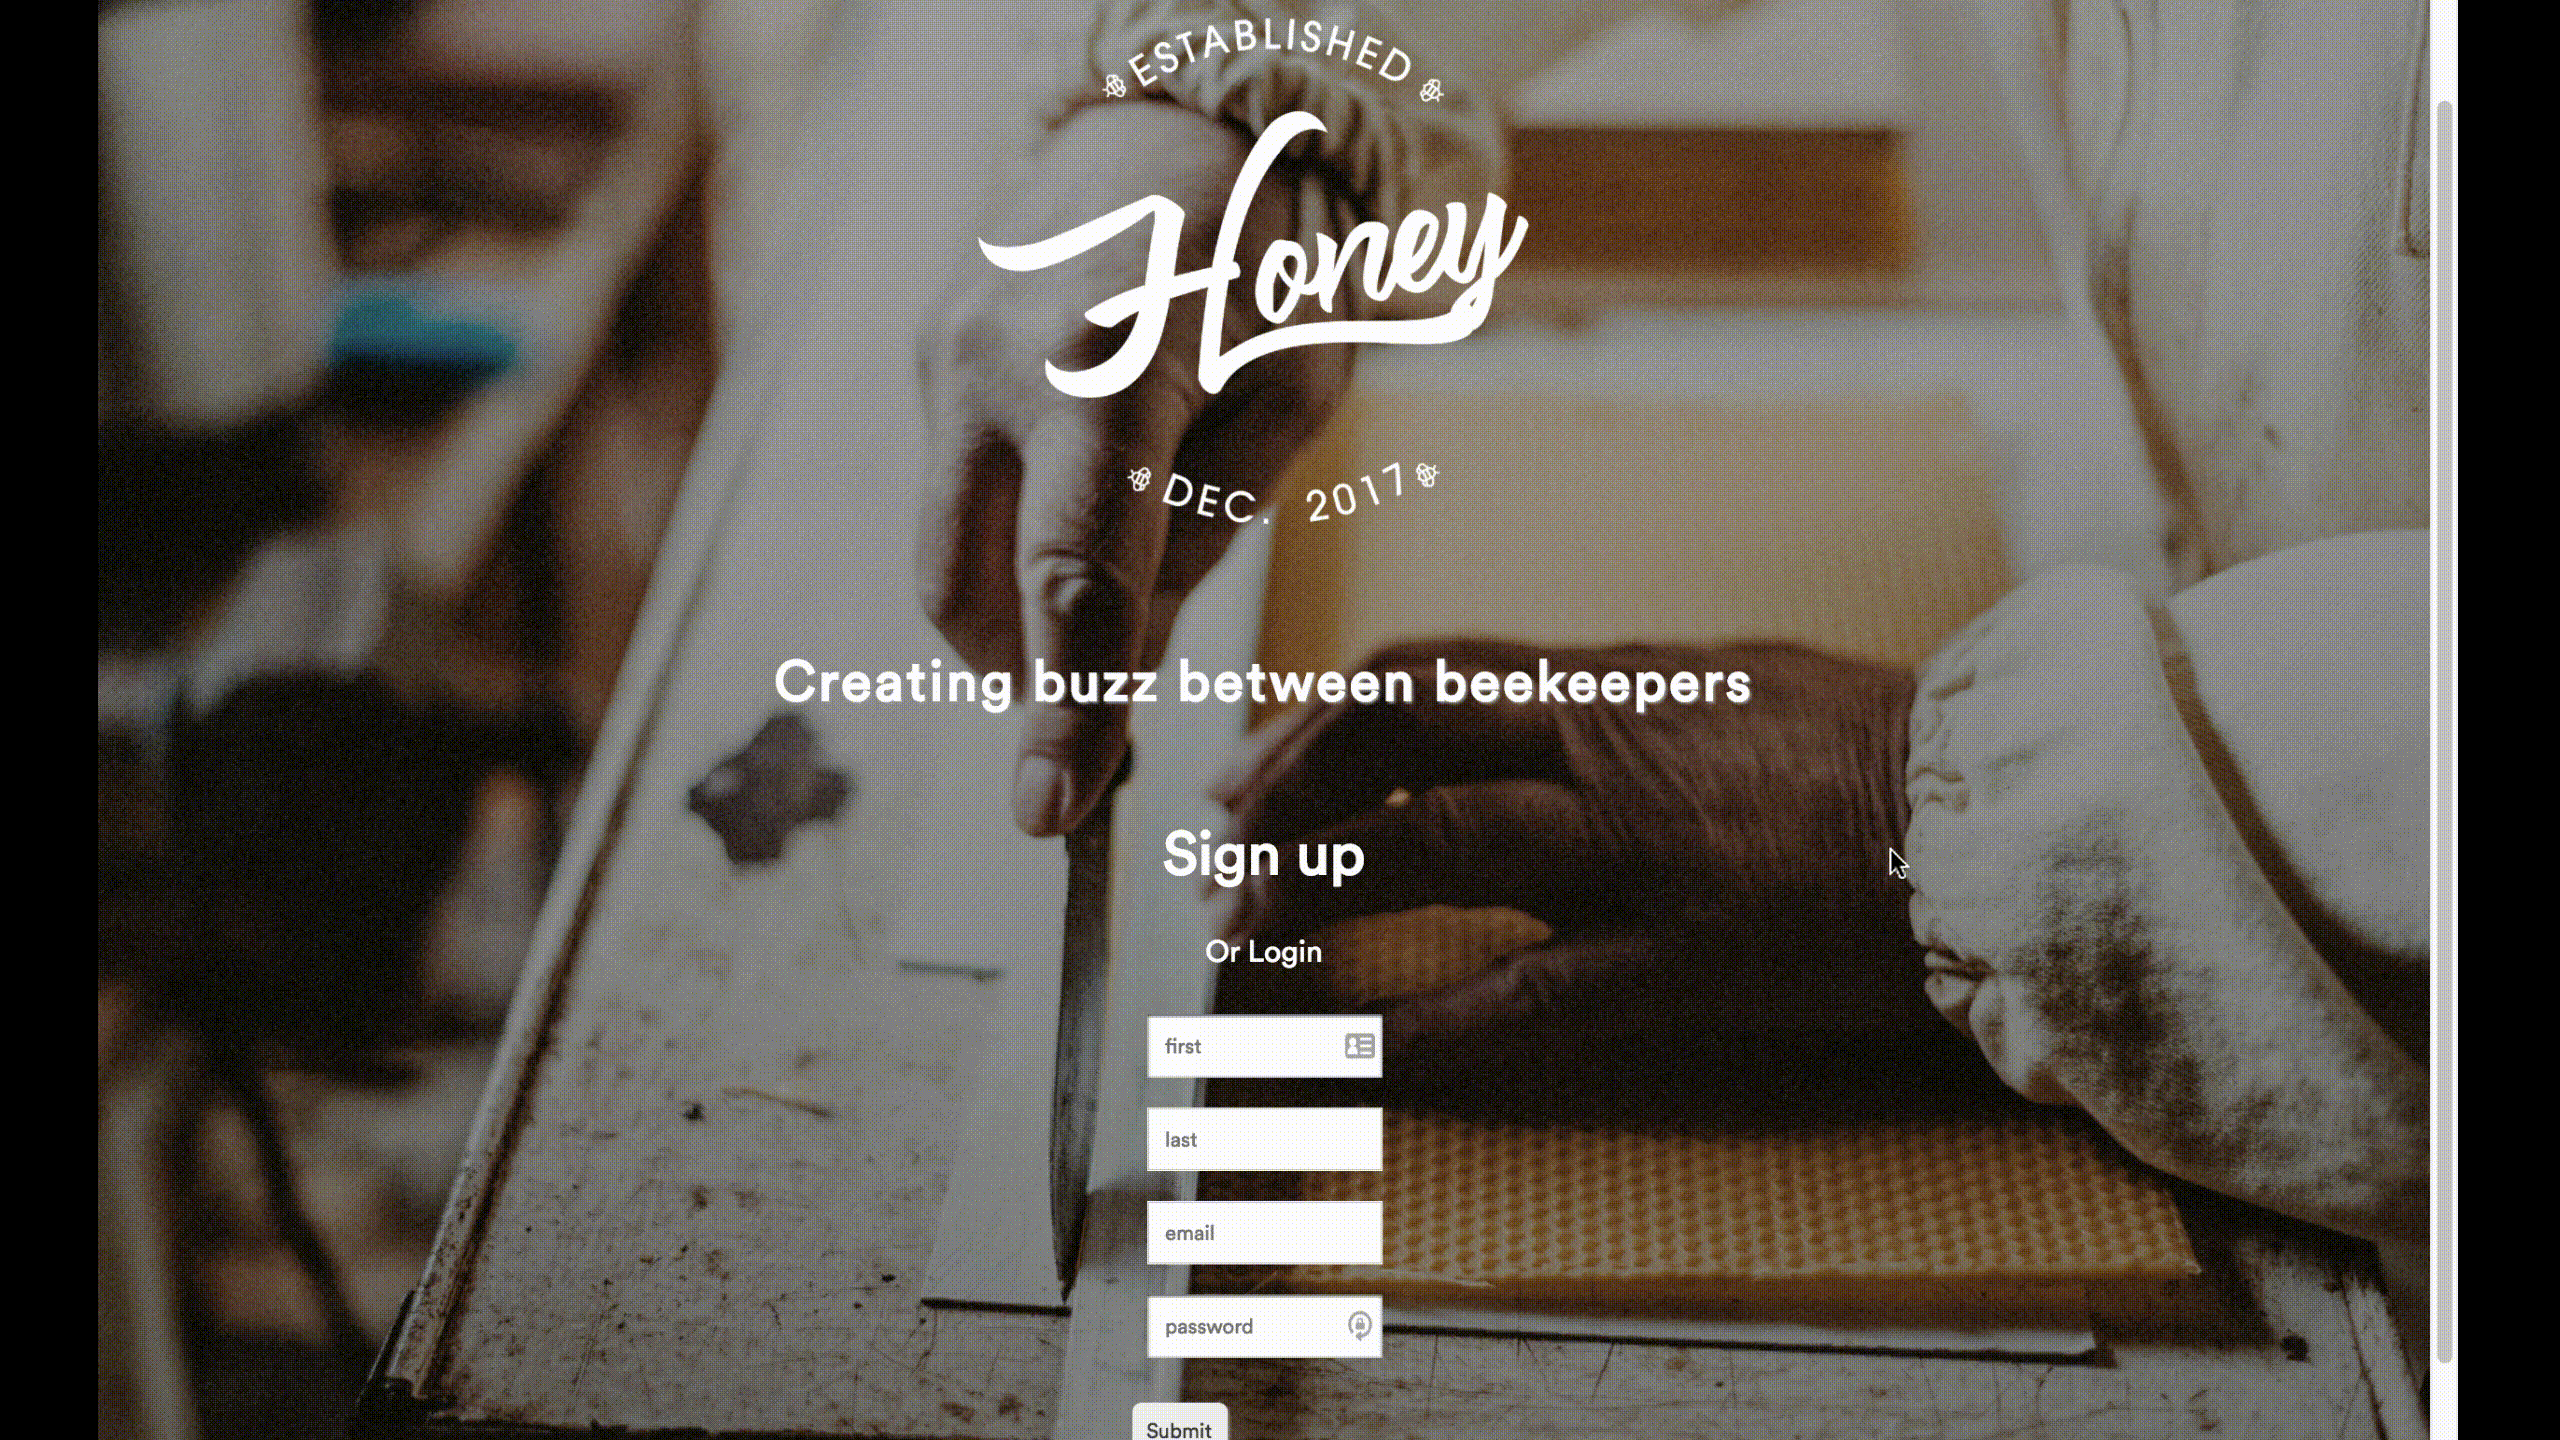 ESTABLISHED
Honey
DEC. 2017
Creating buzz between beekeepers
Sign up
Or Login
first
last
email
password
Submit